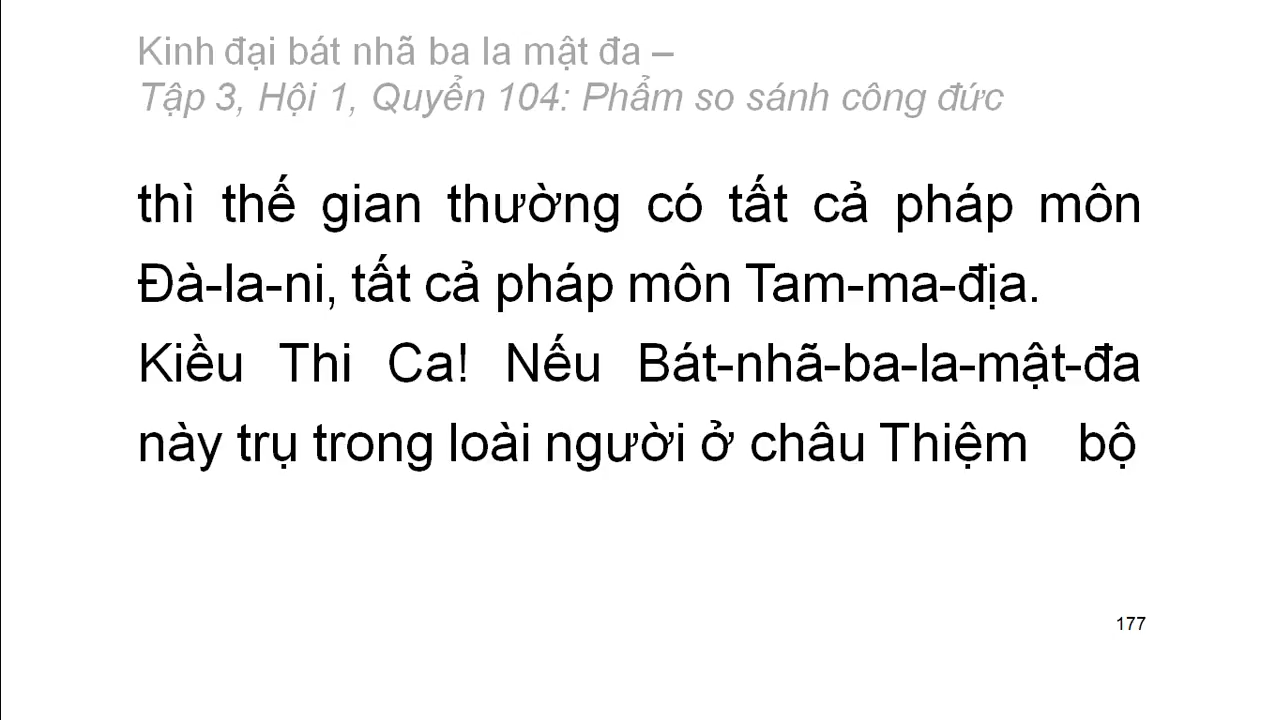 Kinh đại bát nhã ba la mật đa –
Tập 3, Hội 1, Quyển 104: Phẩm so sánh công đức
thì thế gian thường có tất cả pháp môn
Đà-la-ni, tất cả pháp môn Tam-ma-địa.
Kiều Thi Ca! Nếu Bát-nhã-ba-la-mật-đa
này trụ trong loài người ở châu Thiệm bộ
177